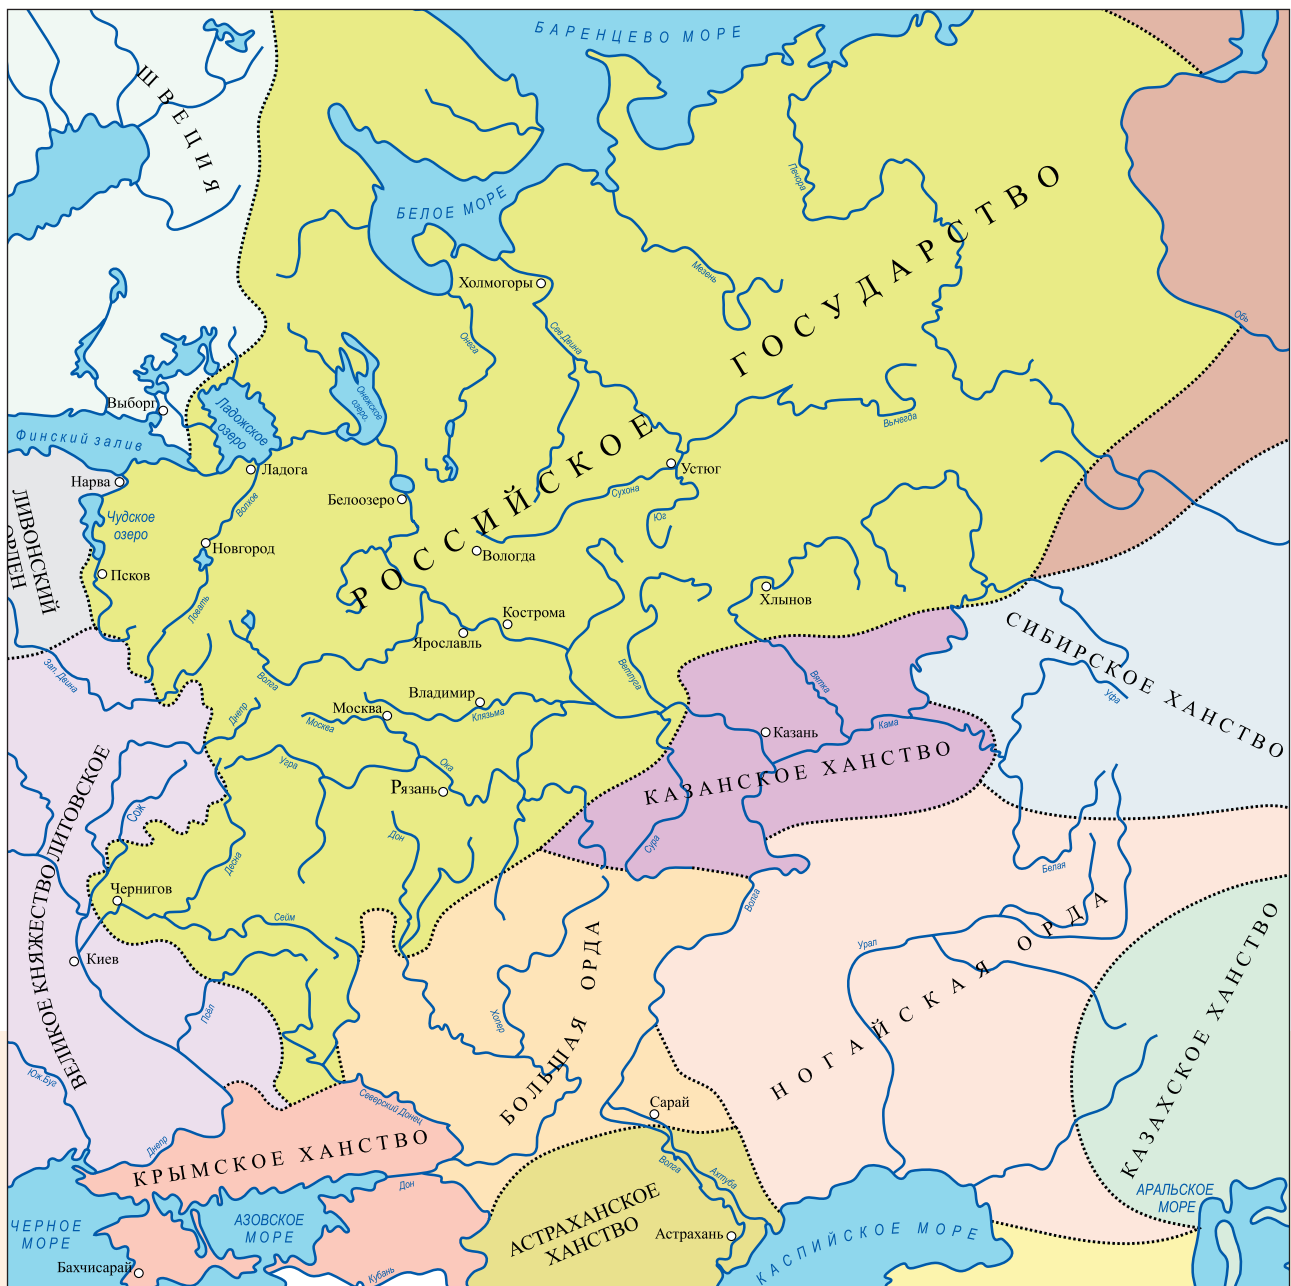 БАРЕНЦЕВО МОРЕ
ШВЕЦИЯ
Печора
БЕЛОЕ МОРЕ
РОССИЙСКОЕ ГОСУДАРСТВО
Мезень
Холмогоры
Обь
Онега
Сев.Двина
Онежское
озеро
Выборг
Ладожское
озеро
Вычегда
Финский залив
Ладога
Устюг
Нарва
Белоозеро
Сухона
ЛИВОНСКИЙ
ОРДЕН
Чудское
озеро
Волхов
Юг
Новгород
Вологда
Псков
Хлынов
Ловать
Кострома
Ярославль
СИБИРСКОЕ ХАНСТВО
Зап. Двина
Волга
Ветлуга
Вятка
Уфа
Владимир
Москва
Клязьма
Днепр
Москва
Кама
Казань
КАЗАНСКОЕ ХАНСТВО
Угра
Ока
Рязань
Сож
Дон
Сура
Десна
Белая
Чернигов
Волга
Сейм
ВЕЛИКОЕ КНЯЖЕСТВО ЛИТОВСКОЕ
Киев
Урал
НОГАЙСКАЯ ОРДА
КАЗАХСКОЕ ХАНСТВО
Псёл
Хопер
БОЛЬШАЯ ОРДА
Юж.Буг
Северский Донец
Сарай
Днепр
КРЫМСКОЕ ХАНСТВО
Волга
Ахтуба
Дон
АРАЛЬСКОЕ
МОРЕ
ЧЕРНОЕ
МОРЕ
АЗОВСКОЕ
МОРЕ
АСТРАХАНСКОЕ
ХАНСТВО
Астрахань
КАСПИЙСКОЕ МОРЕ
Бахчисарай
Кубань